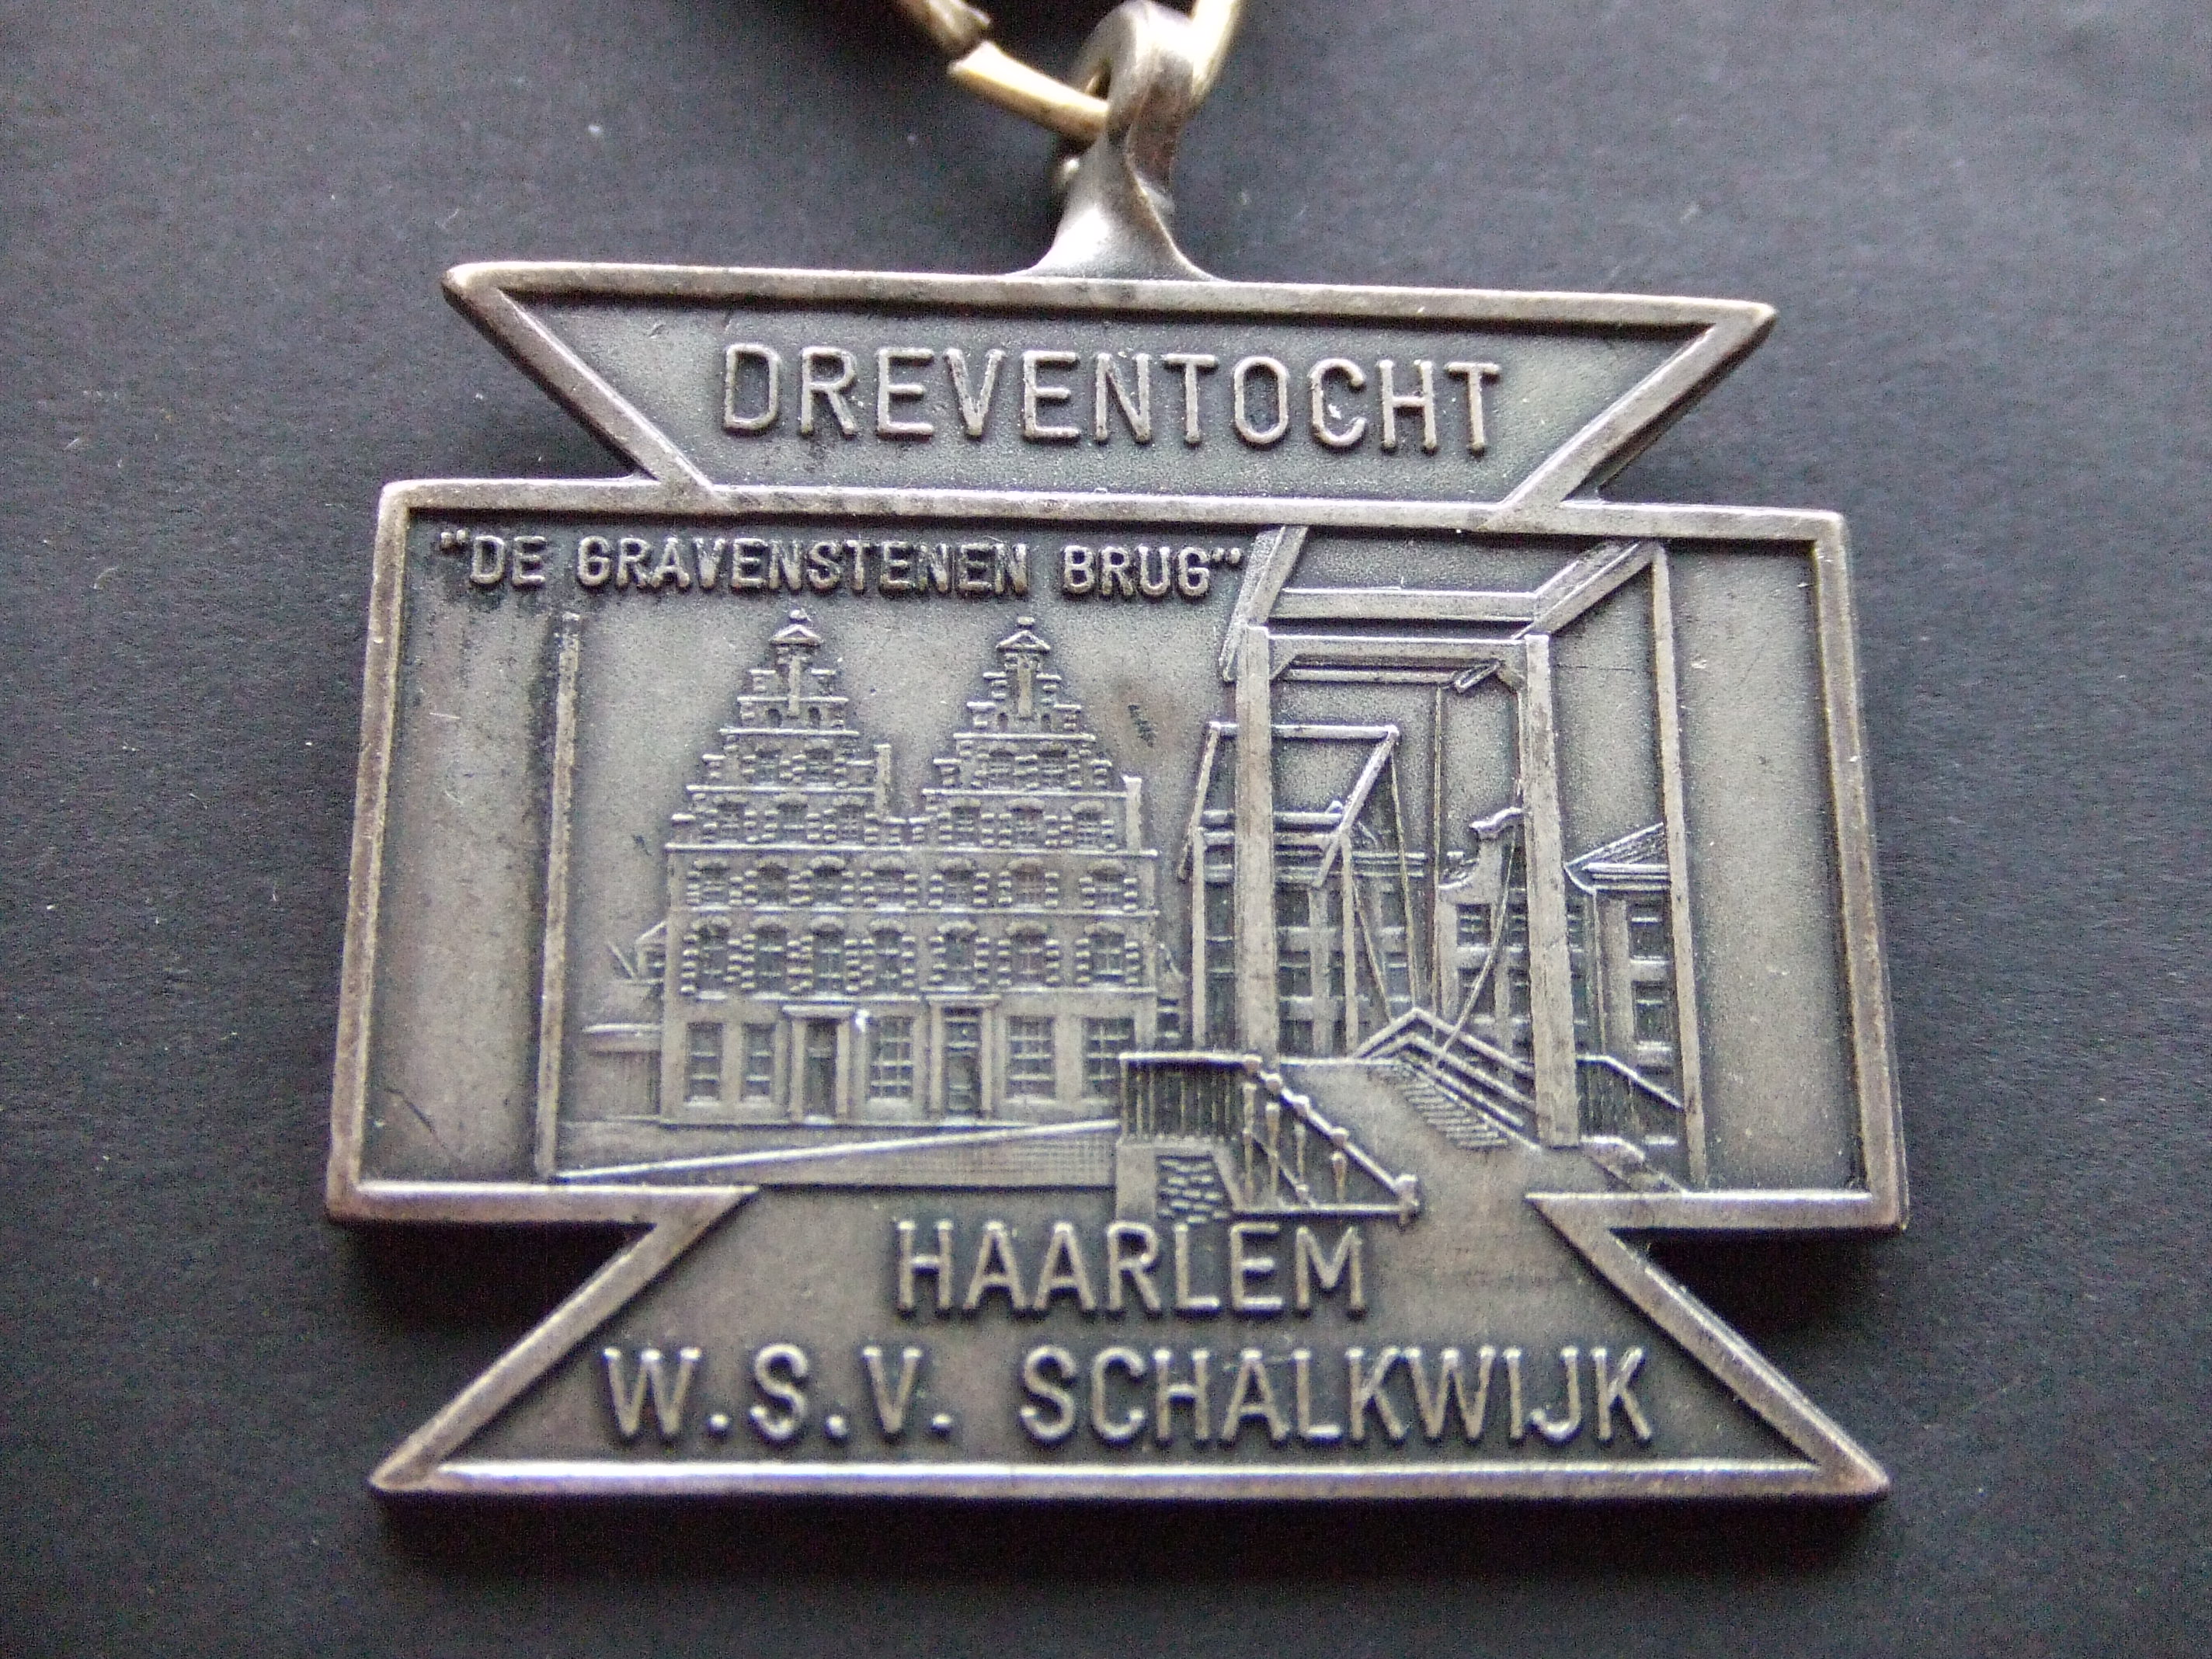 DREVENTOCHT
"DE GRAVENSTENEN BRUG"
HAARLEM
W.S.V. SCHALKWIJK